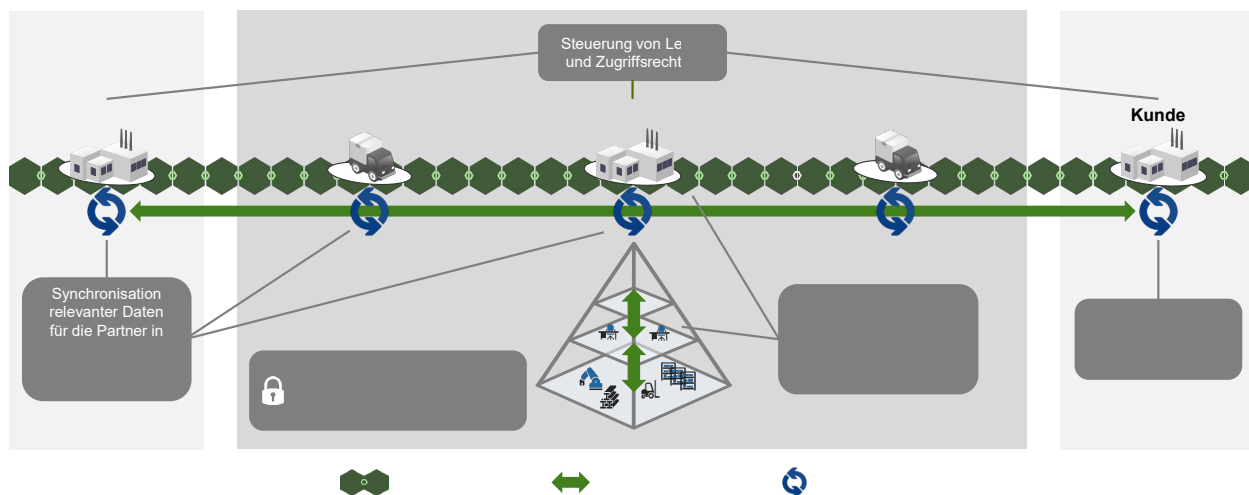 Steuerung von Le
und Zugriffsrecht
Kunde
Synchronisation
relevanter Daten
für die Partner in